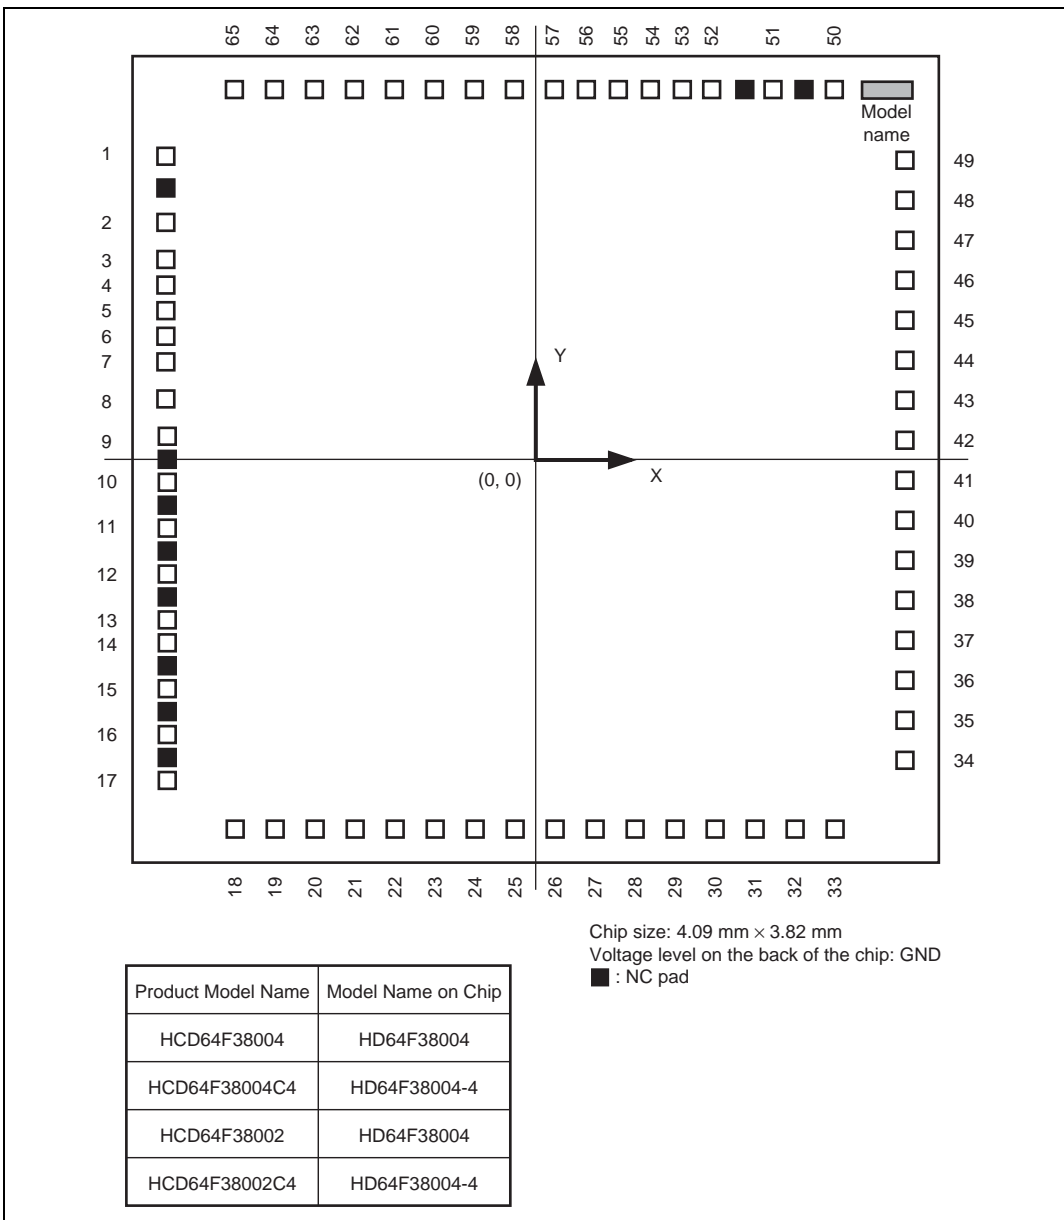 65 64 63 62 61 60 59 58 57 56 55 54 53 52 51 50
Model
name
1
2
3
4
5
6
7
8
9
10
11
12
13
14
15
16
17
49
48
47
46
45
44
43
42
41
40
39
38
37
36
35
34
Y
X
(0, 0)
18 19 20 21 22 23 24 25 26 27 28 29 30 31 32 33
Chip size: 4.09 mm × 3.82 mm
Voltage level on the back of the chip: GND
: NC pad
Product Model Name Model Name on Chip
HCD64F38004 HD64F38004
HCD64F38004C4 HD64F38004-4
HCD64F38002 HD64F38004
HCD64F38002C4 HD64F38004-4